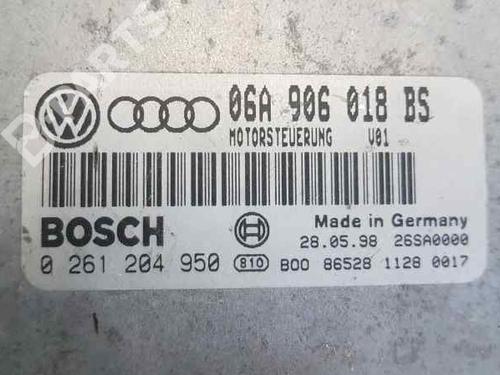 06A 906 018 BS
MOTORSTEUERUNG V01
BOSCH
Made in Germany
28.05.98 26SA0000
0 261 204 950 810 B00 86528 1128 0017